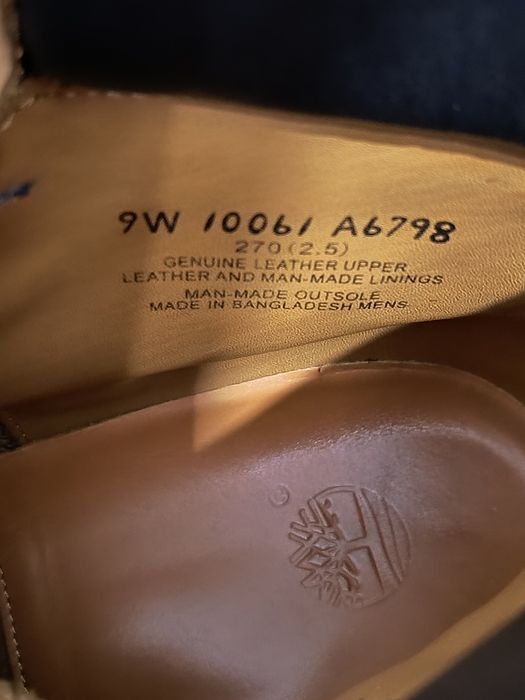 9W 10061 A6798
270(2.5)
GENUINE LEATHER UPPER
LEATHER AND MAN-MADE LININGS
MAN-MADE OUTSOLE
MADE IN BANGLADESH MENS
®